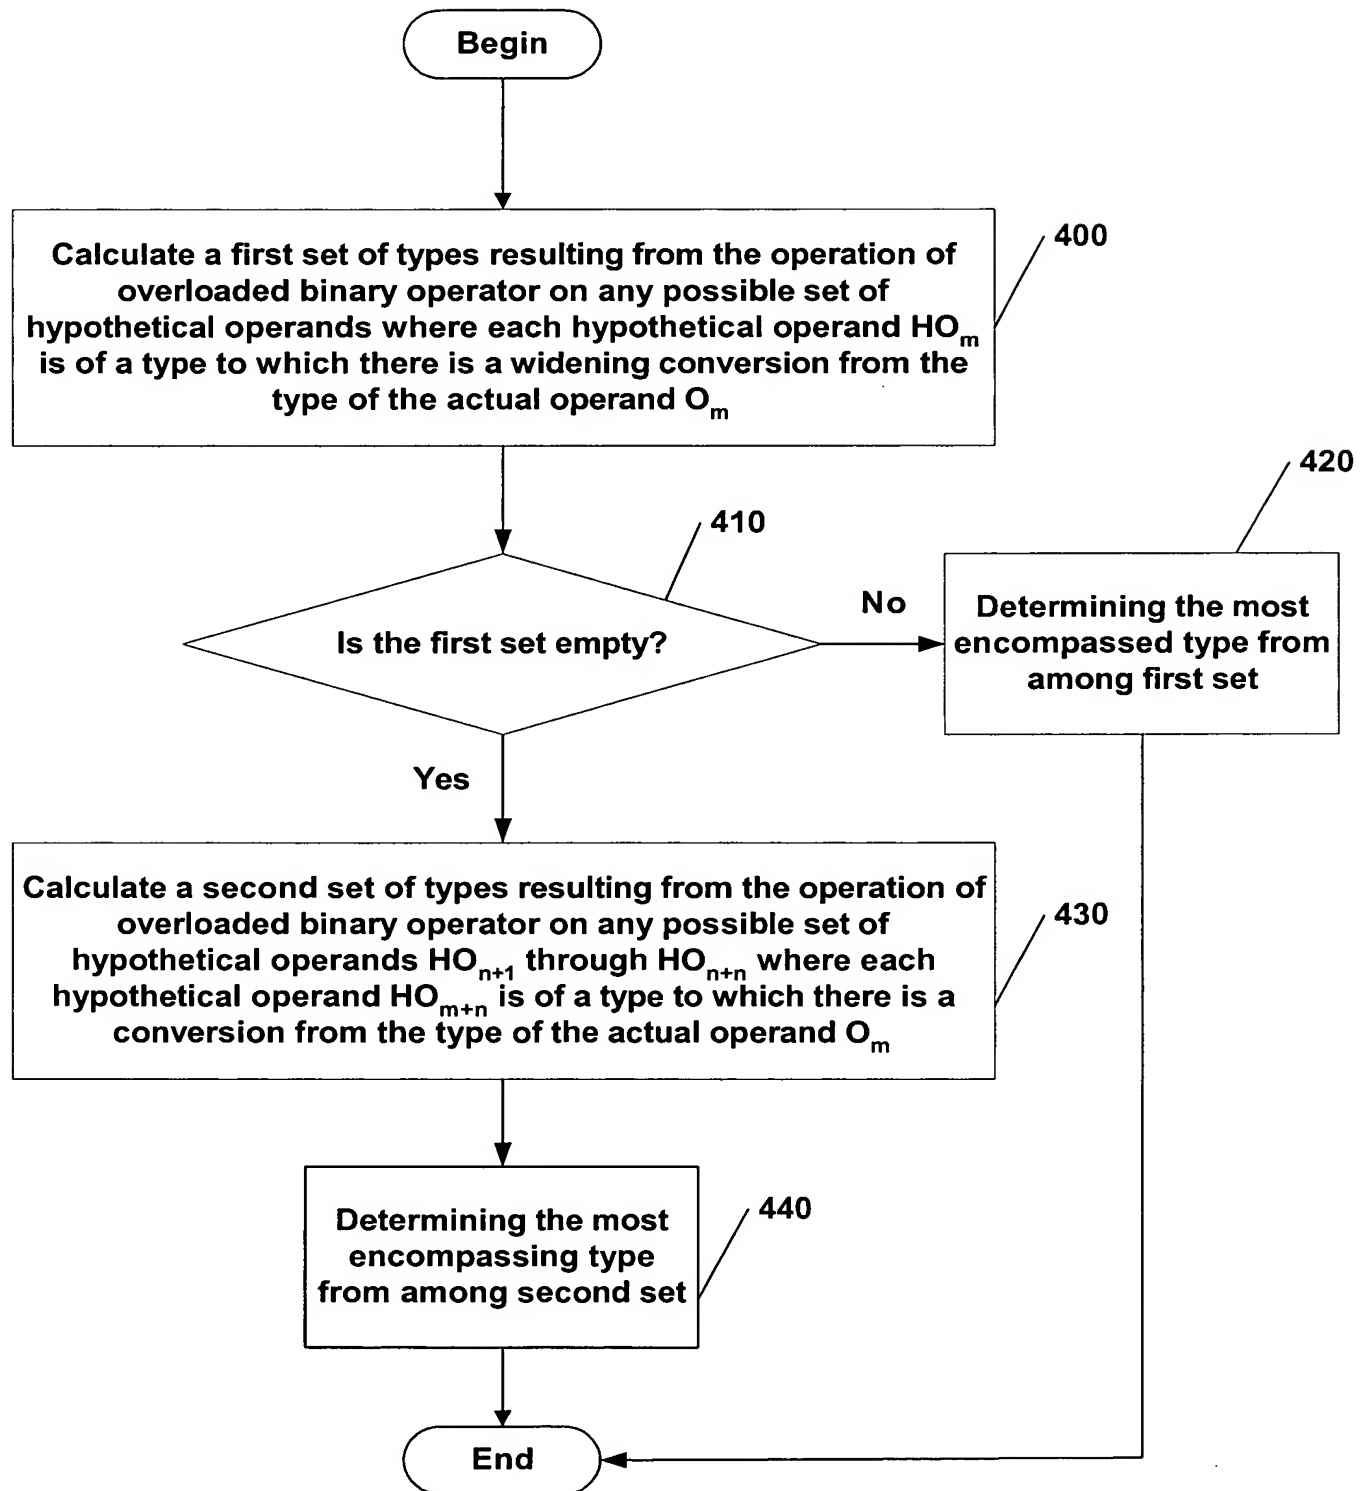 Begin
Calculate a first set of types resulting from the operation of
overloaded binary operator on any possible set of
hypothetical operands where each hypothetical operand HOm
is of a type to which there is a widening conversion from the
type of the actual operand Om
400
410
Is the first set empty?
No
420
Determining the most
encompassed type from
among first set
Yes
Calculate a second set of types resulting from the operation of
overloaded binary operator on any possible set of
hypothetical operands HOn+1 through HOn+n where each
hypothetical operand HOm+n is of a type to which there is a
conversion from the type of the actual operand Om
430
Determining the most
encompassing type
from among second set
440
End